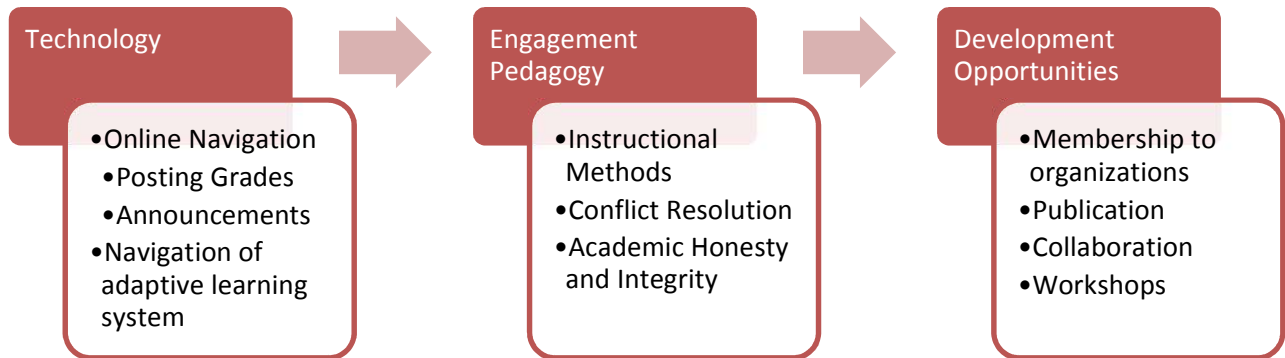 Technology
•Online Navigation
•Posting Grades
•Announcements
•Navigation of
adaptive learning
system
Engagement
Pedagogy
•Instructional
Methods
•Conflict Resolution
•Academic Honesty
and Integrity
Development
Opportunities
•Membership to
organizations
•Publication
•Collaboration
•Workshops